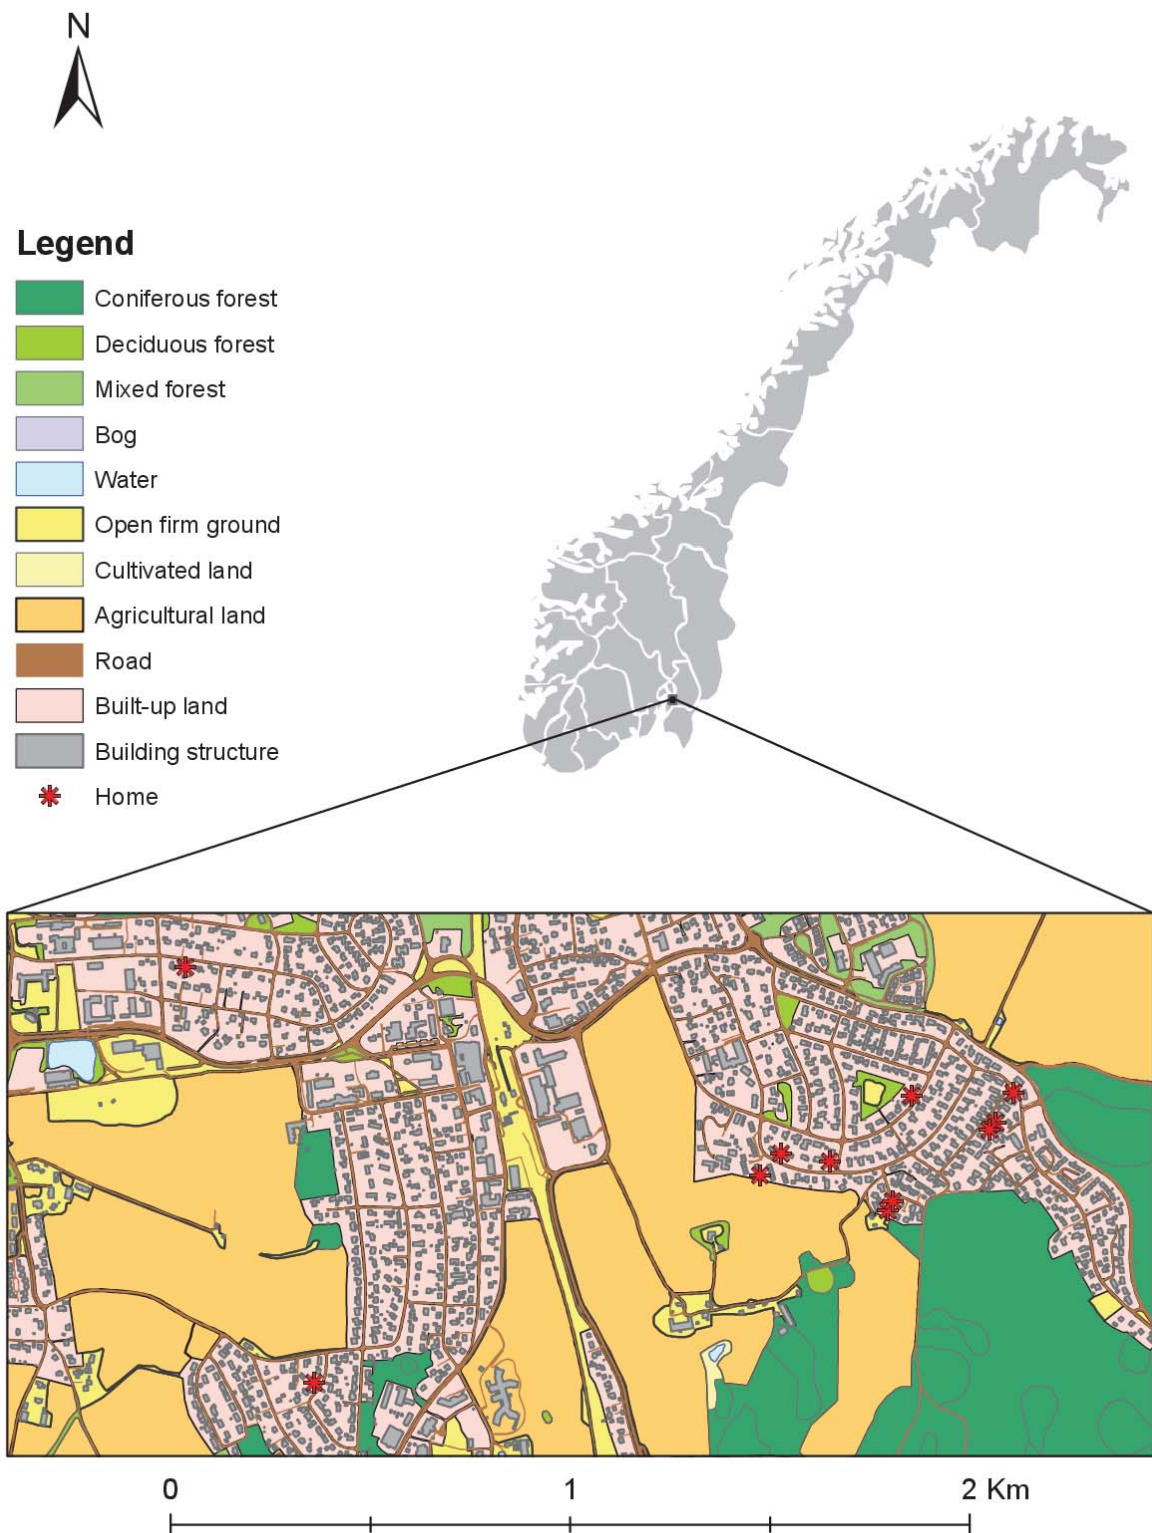 N
Legend
Coniferous forest
Deciduous forest
Mixed forest
Bog
Water
Open firm ground
Cultivated land
Agricultural land
Road
Built-up land
Building structure
Home
0 1 2 Km